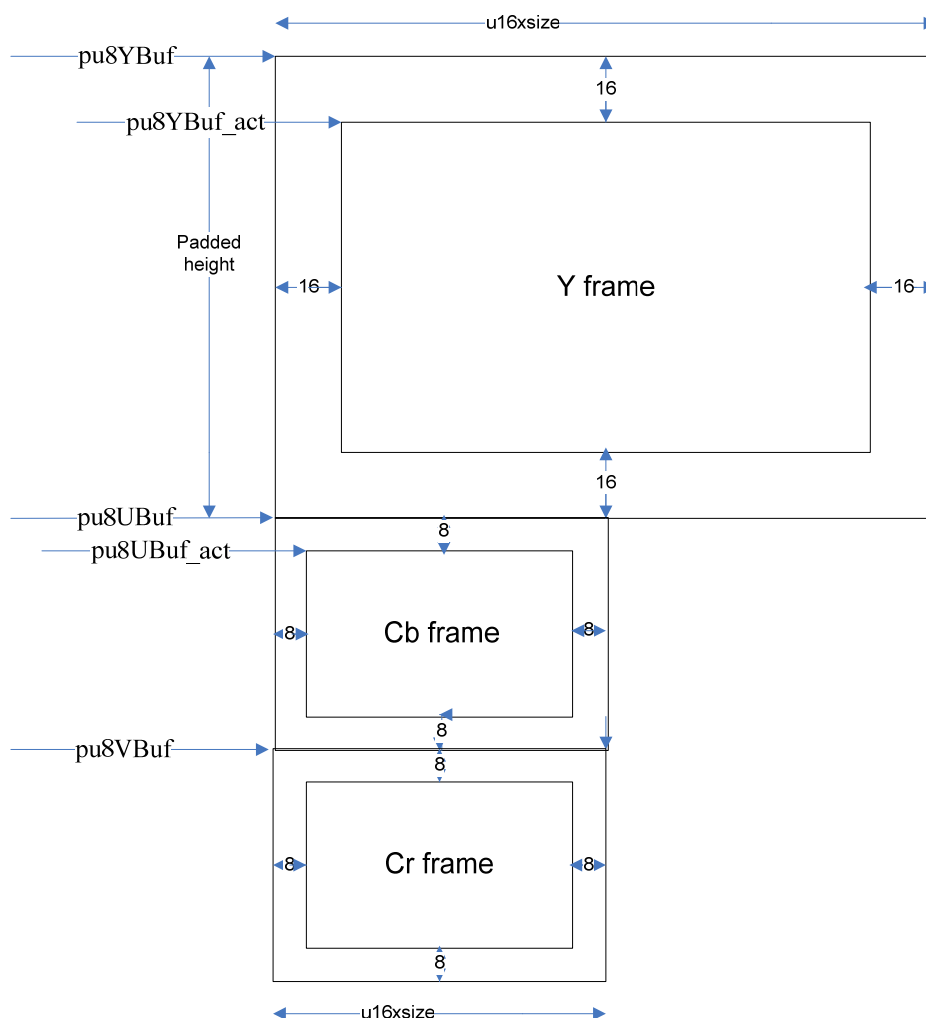 u16xsize
pu8YBuf
16
pu8YBuf_act
Padded
height
16
Y frame
16
16
pu8UBuf
8
pu8UBuf_act
8
Cb frame
8
8
pu8VBuf
8
8
Cr frame
8
8
u16xsize